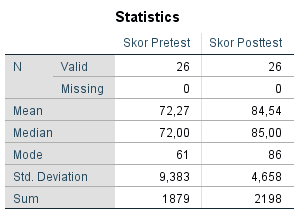 Statistics
Skor Pretest Skor Posttest
N Valid 26 26
Missing 0 0
Mean 72,27 84,54
Median 72,00 85,00
Mode 61 86
Std. Deviation 9,383 4,658
Sum 1879 2198